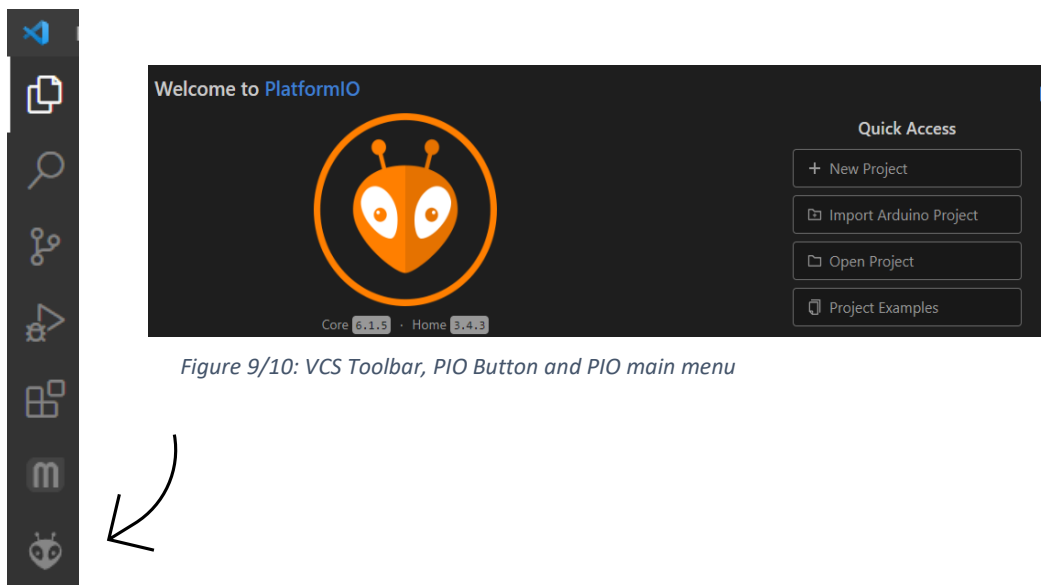 Welcome to PlatformIO
Quick Access
+ New Project
Import Arduino Project
Open Project
Project Examples
Core 6.1.5 · Home 3.4.3
Figure 9/10: VCS Toolbar, PIO Button and PIO main menu
m